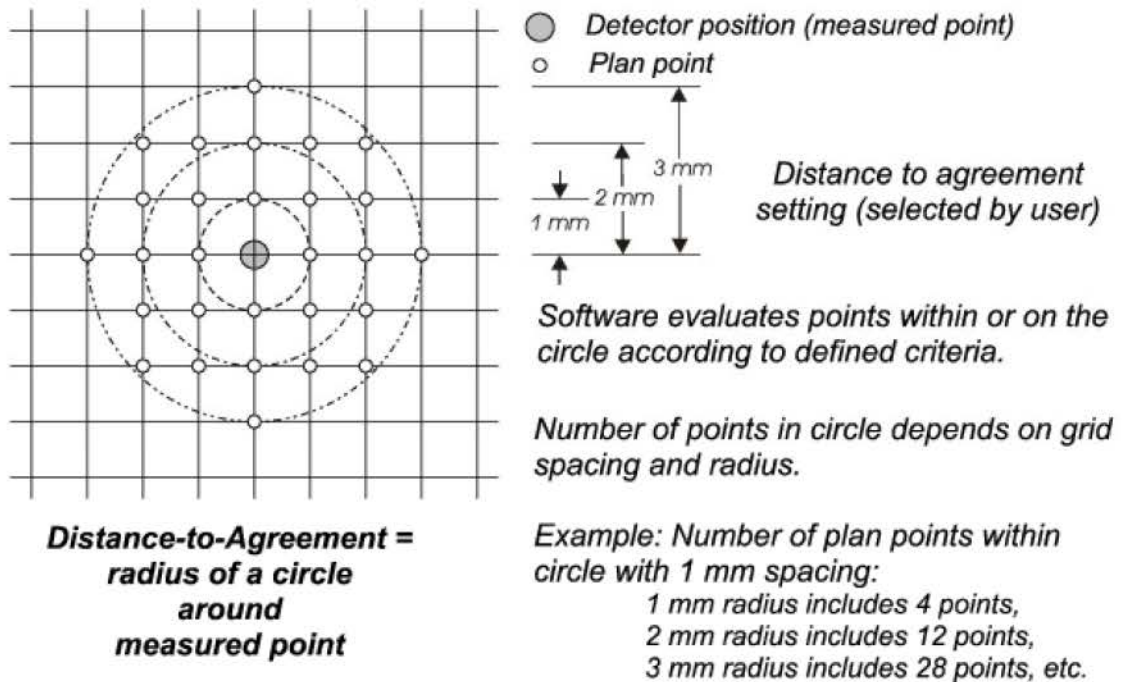 Detector position (measured point)
Plan point
3 mm
2 mm
1 mm
Distance to agreement
setting (selected by user)
Software evaluates points within or on the
circle according to defined criteria.
Number of points in circle depends on grid
spacing and radius.
Distance-to-Agreement =
radius of a circle
around
measured point
Example: Number of plan points within
circle with 1 mm spacing:
1 mm radius includes 4 points,
2 mm radius includes 12 points,
3 mm radius includes 28 points, etc.